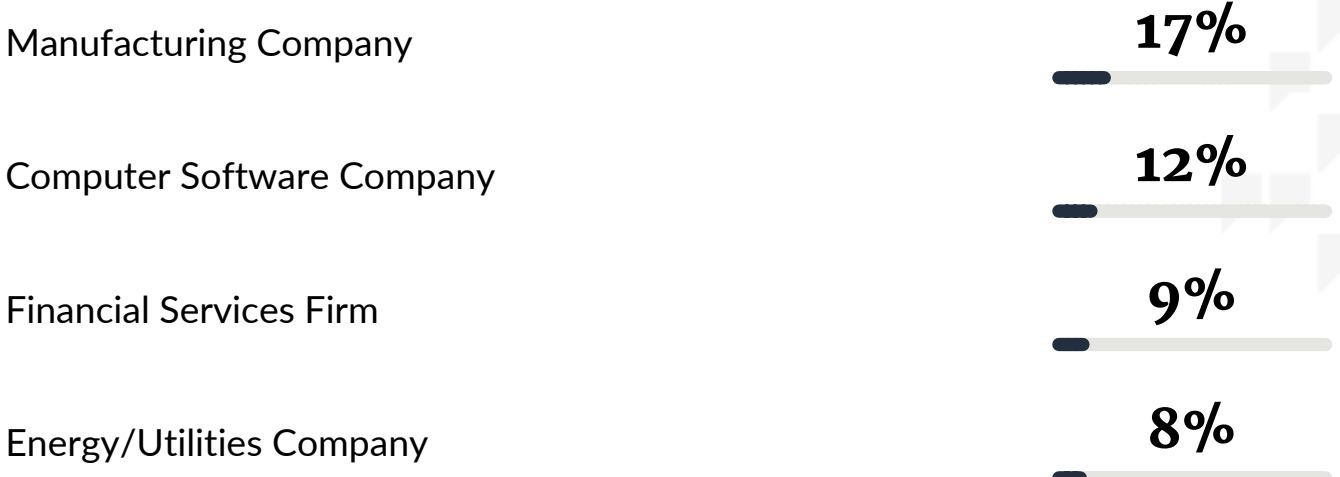 Manufacturing Company 17%
Computer Software Company 12%
Financial Services Firm 9%
Energy/Utilities Company 8%